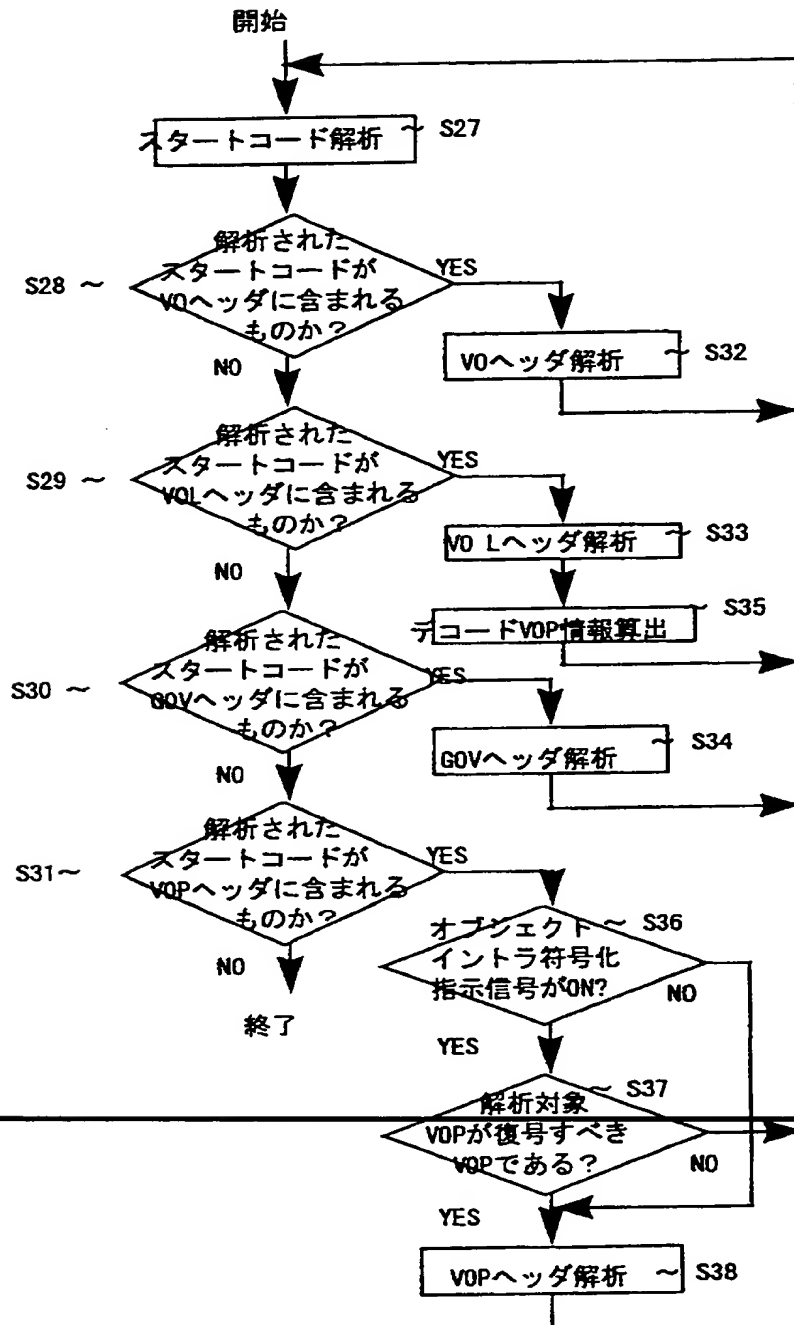 開始
スタートコード解析 ~ S27
解析された
スタートコードが
VOヘッダに含まれる
ものか?
S28 ~
YES
NO
VOヘッダ解析 ~ S32
解析された
スタートコードが
VOLヘッダに含まれる
ものか?
S29 ~
YES
NO
VO Lヘッダ解析 ~ S33
デコードVOP情報算出 ~ S35
解析された
スタートコードが
GOVヘッダに含まれる
ものか?
S30 ~
YES
NO
GOVヘッダ解析 ~ S34
解析された
スタートコードが
VOPヘッダに含まれる
ものか?
S31~
YES
NO
終了
オブジェクト ~ S36
イントラ符号化
指示信号がON?
NO
YES
~ S37
解析対象
VOPが復号すべき
VOPである?
NO
YES
VOPヘッダ解析 ~ S38